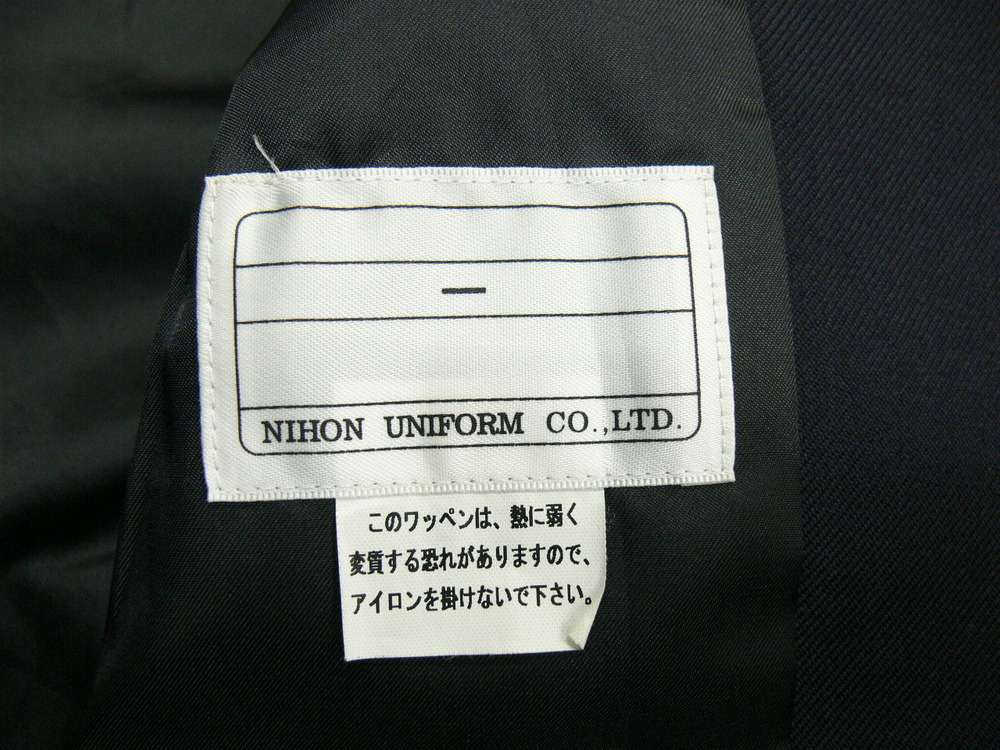 —
NIHON UNIFORM CO.,LTD.
このワッペンは、熱に弱く
変質する恐れがありますので、
アイロンを掛けないで下さい。